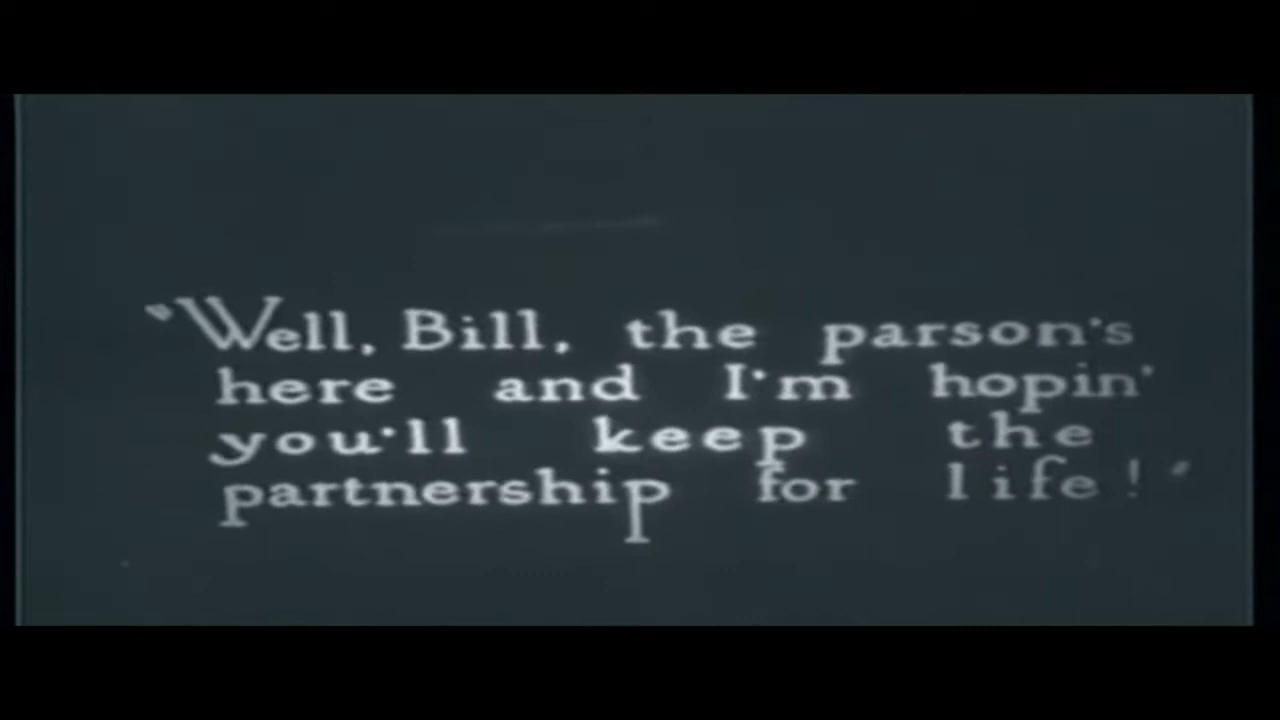 "Well, Bill, the parson's
here and I'm hopin'
you'll keep the
partnership for life!"